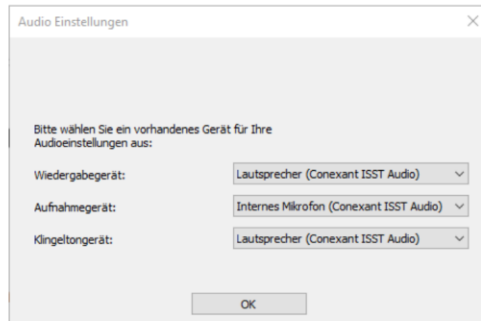 Audio Einstellungen
Bitte wählen Sie ein vorhandenes Gerät für Ihre
Audioeinstellungen aus:
Wiedergabegerät: Lautsprecher (Conexant ISST Audio)
Aufnahmegerät: Internes Mikrofon (Conexant ISST Audio)
Klingeltongerät: Lautsprecher (Conexant ISST Audio)
OK